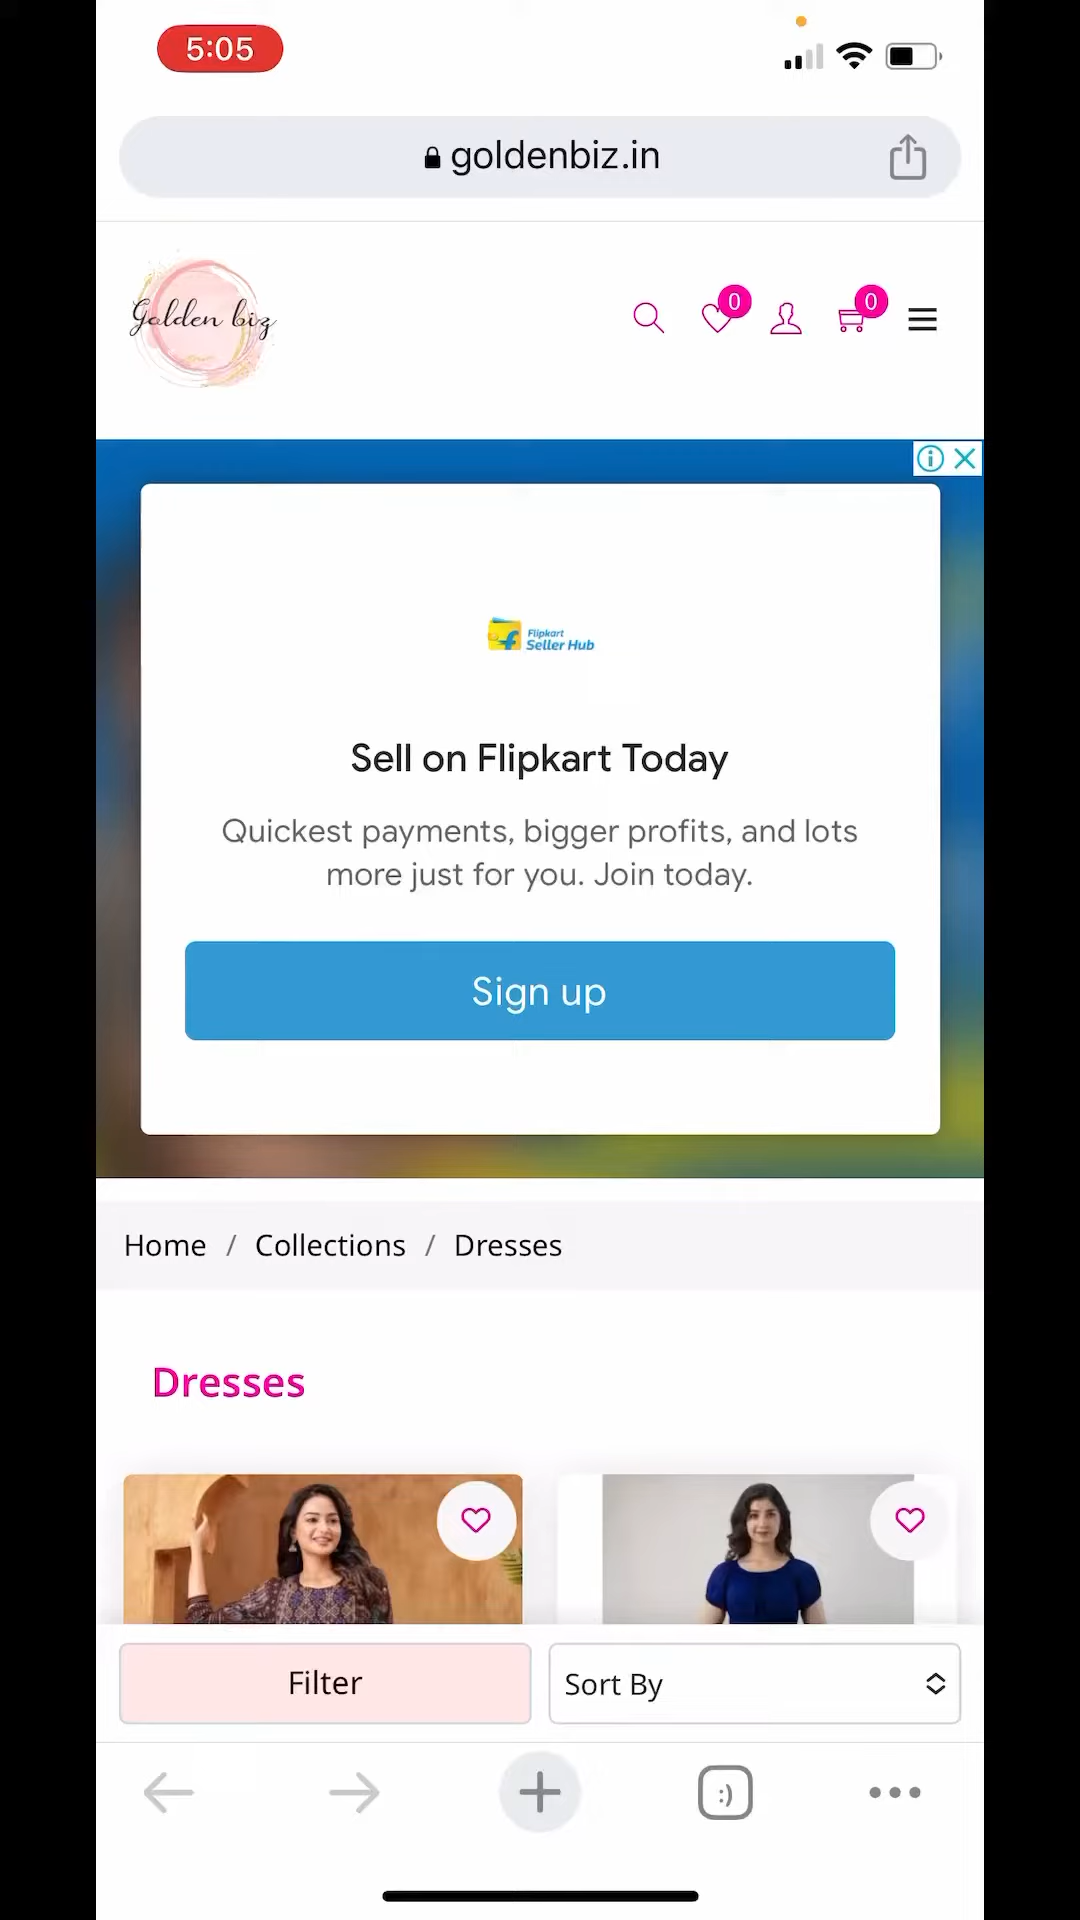 5:05
goldenbiz.in
Golden biz
0
0
Flipkart
Seller Hub
Sell on Flipkart Today
Quickest payments, bigger profits, and lots
more just for you. Join today.
Sign up
Home / Collections / Dresses
Dresses
Filter
Sort By
:)